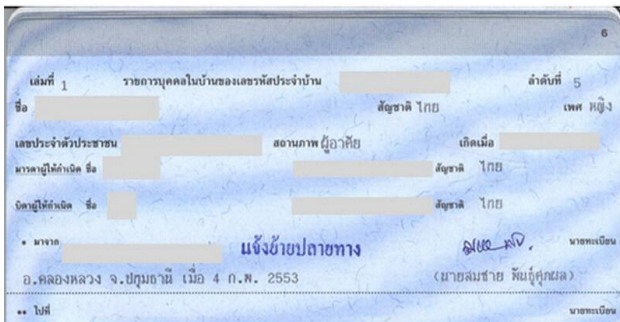 6
เล่มที่ 1 รายการบุคคลในบ้านของเลขรหัสประจำบ้าน ลำดับที่ 5
ชื่อ สัญชาติ ไทย เพศ หญิง
เลขประจำตัวประชาชน สถานภาพ ผู้อาศัย เกิดเมื่อ
มารดาผู้ให้กำเนิด ชื่อ สัญชาติ ไทย
บิดาผู้ให้กำเนิด ชื่อ สัญชาติ ไทย
* มาจาก แจ้งย้ายปลายทาง นายทะเบียน
อ.คลองหลวง จ.ปทุมธานี เมื่อ 4 ก.พ. 2553 (นายสมชาย พันธุ์ศุภผล)
** ไปที่ นายทะเบียน